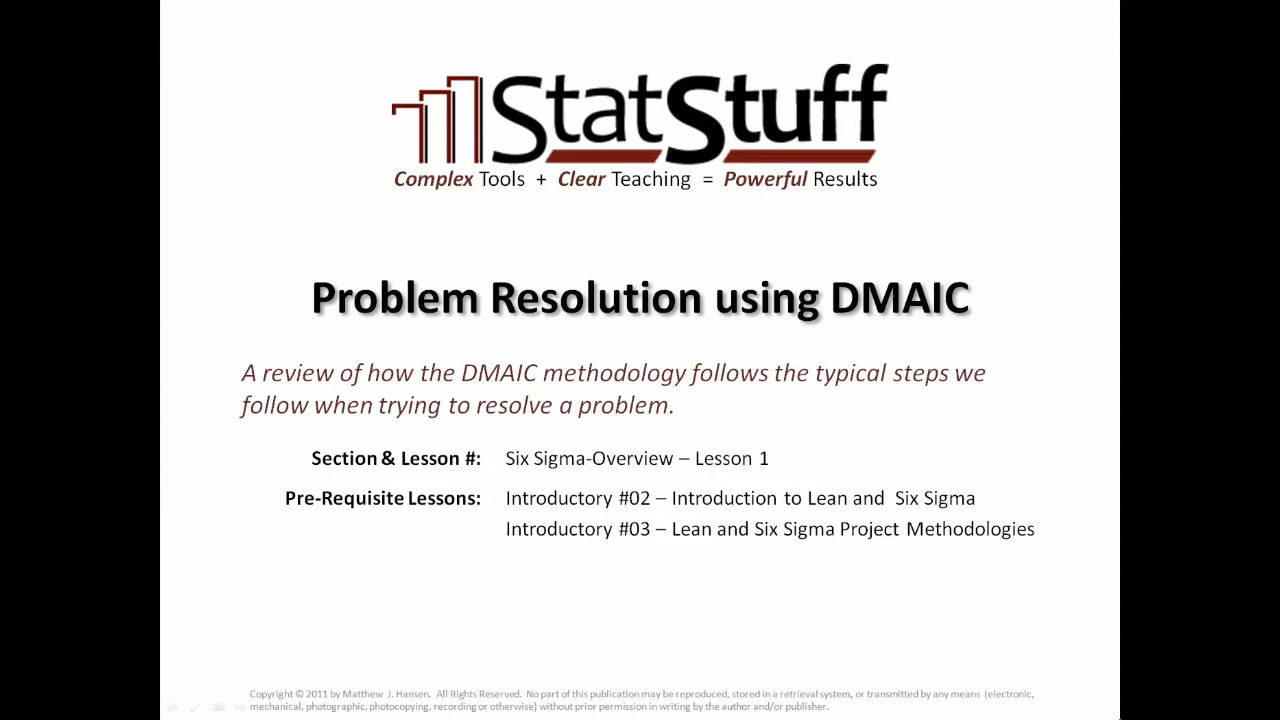 StatStuff
Complex Tools + Clear Teaching = Powerful Results
Problem Resolution using DMAIC
A review of how the DMAIC methodology follows the typical steps we
follow when trying to resolve a problem.
Section & Lesson #: Six Sigma-Overview – Lesson 1
Pre-Requisite Lessons: Introductory #02 – Introduction to Lean and Six Sigma
Introductory #03 – Lean and Six Sigma Project Methodologies
Copyright © 2011 by Matthew J. Hansen. All Rights Reserved. No part of this publication may be reproduced, stored in a retrieval system, or transmitted by any means (electronic,
mechanical, photographic, photocopying, recording or otherwise) without prior permission in writing by the author and/or publisher.